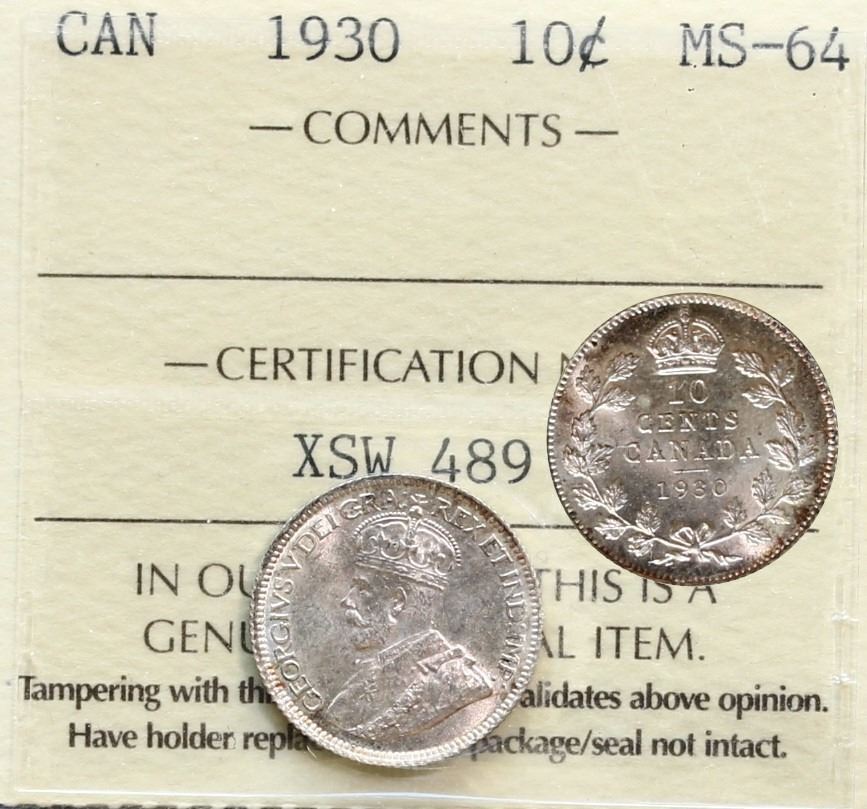 CAN 1930 10¢ MS-64
— COMMENTS —
— CERTIFICATION N
XSW 489
IN OU THIS IS A
GENU AL ITEM.
Tampering with thi alidates above opinion.
Have holder repla package/seal not intact.
10
CENTS
CANADA
1930
GEORGIVS V DEI GRA: REX ET IND: IMP: